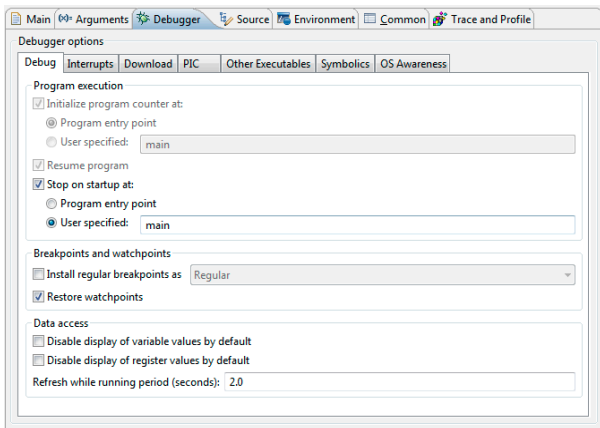 Main (x)= Arguments Debugger Source Environment Common Trace and Profile
Debugger options
Debug Interrupts Download PIC Other Executables Symbolics OS Awareness
Program execution
Initialize program counter at:
Program entry point
User specified: main
Resume program
Stop on startup at:
Program entry point
User specified: main
Breakpoints and watchpoints
Install regular breakpoints as Regular
Restore watchpoints
Data access
Disable display of variable values by default
Disable display of register values by default
Refresh while running period (seconds): 2.0